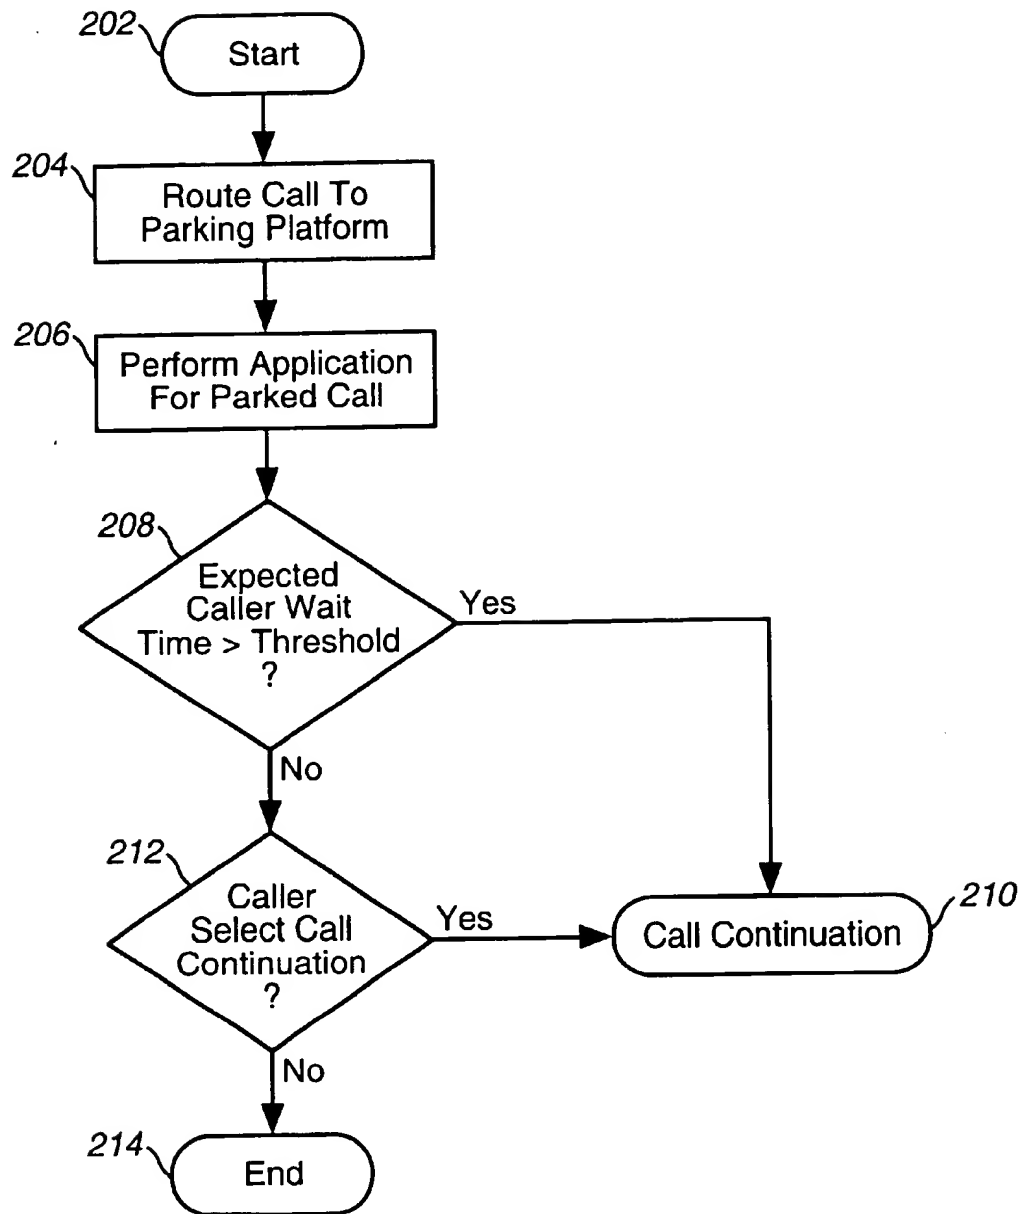 202
Start
204
Route Call To
Parking Platform
206
Perform Application
For Parked Call
208
Expected
Caller Wait
Time > Threshold
?
Yes
No
212
Caller
Select Call
Continuation
?
Yes
Call Continuation
210
No
214
End